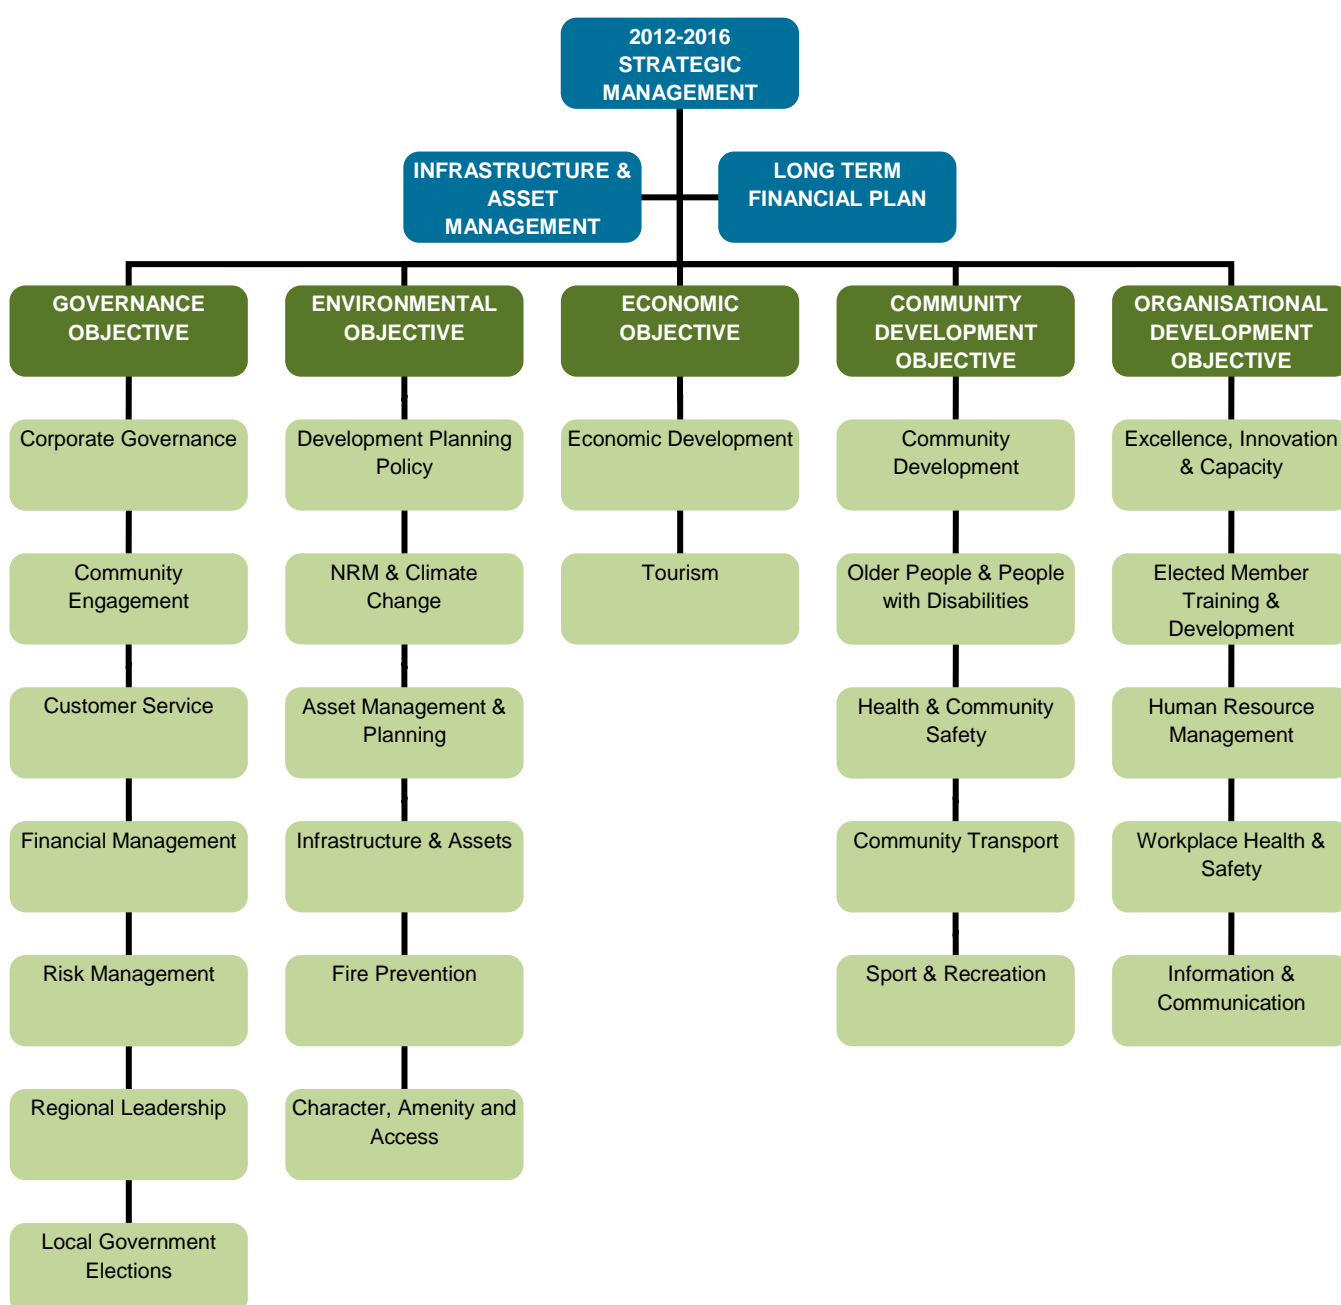 2012-2016
STRATEGIC
MANAGEMENT
INFRASTRUCTURE &
ASSET
MANAGEMENT
LONG TERM
FINANCIAL PLAN
GOVERNANCE
OBJECTIVE
ENVIRONMENTAL
OBJECTIVE
ECONOMIC
OBJECTIVE
COMMUNITY
DEVELOPMENT
OBJECTIVE
ORGANISATIONAL
DEVELOPMENT
OBJECTIVE
Corporate Governance
Community
Engagement
Customer Service
Financial Management
Risk Management
Regional Leadership
Local Government
Elections
Development Planning
Policy
NRM & Climate
Change
Asset Management &
Planning
Infrastructure & Assets
Fire Prevention
Character, Amenity and
Access
Economic Development
Tourism
Community
Development
Older People & People
with Disabilities
Health & Community
Safety
Community Transport
Sport & Recreation
Excellence, Innovation
& Capacity
Elected Member
Training &
Development
Human Resource
Management
Workplace Health &
Safety
Information &
Communication